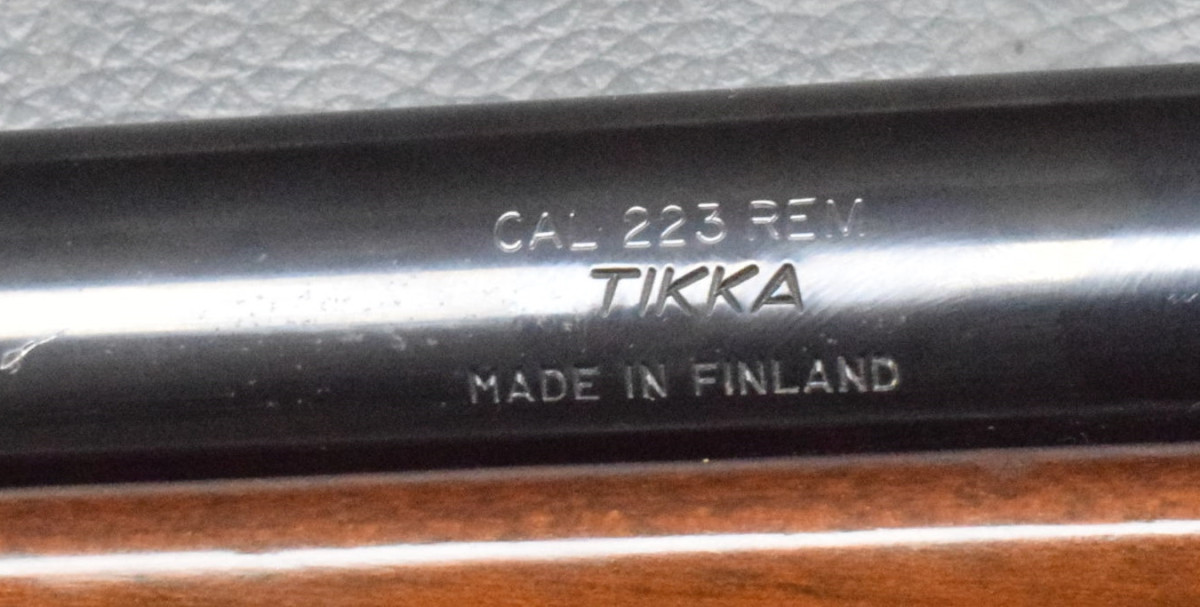 CAL 223 REM
TIKKA
MADE IN FINLAND